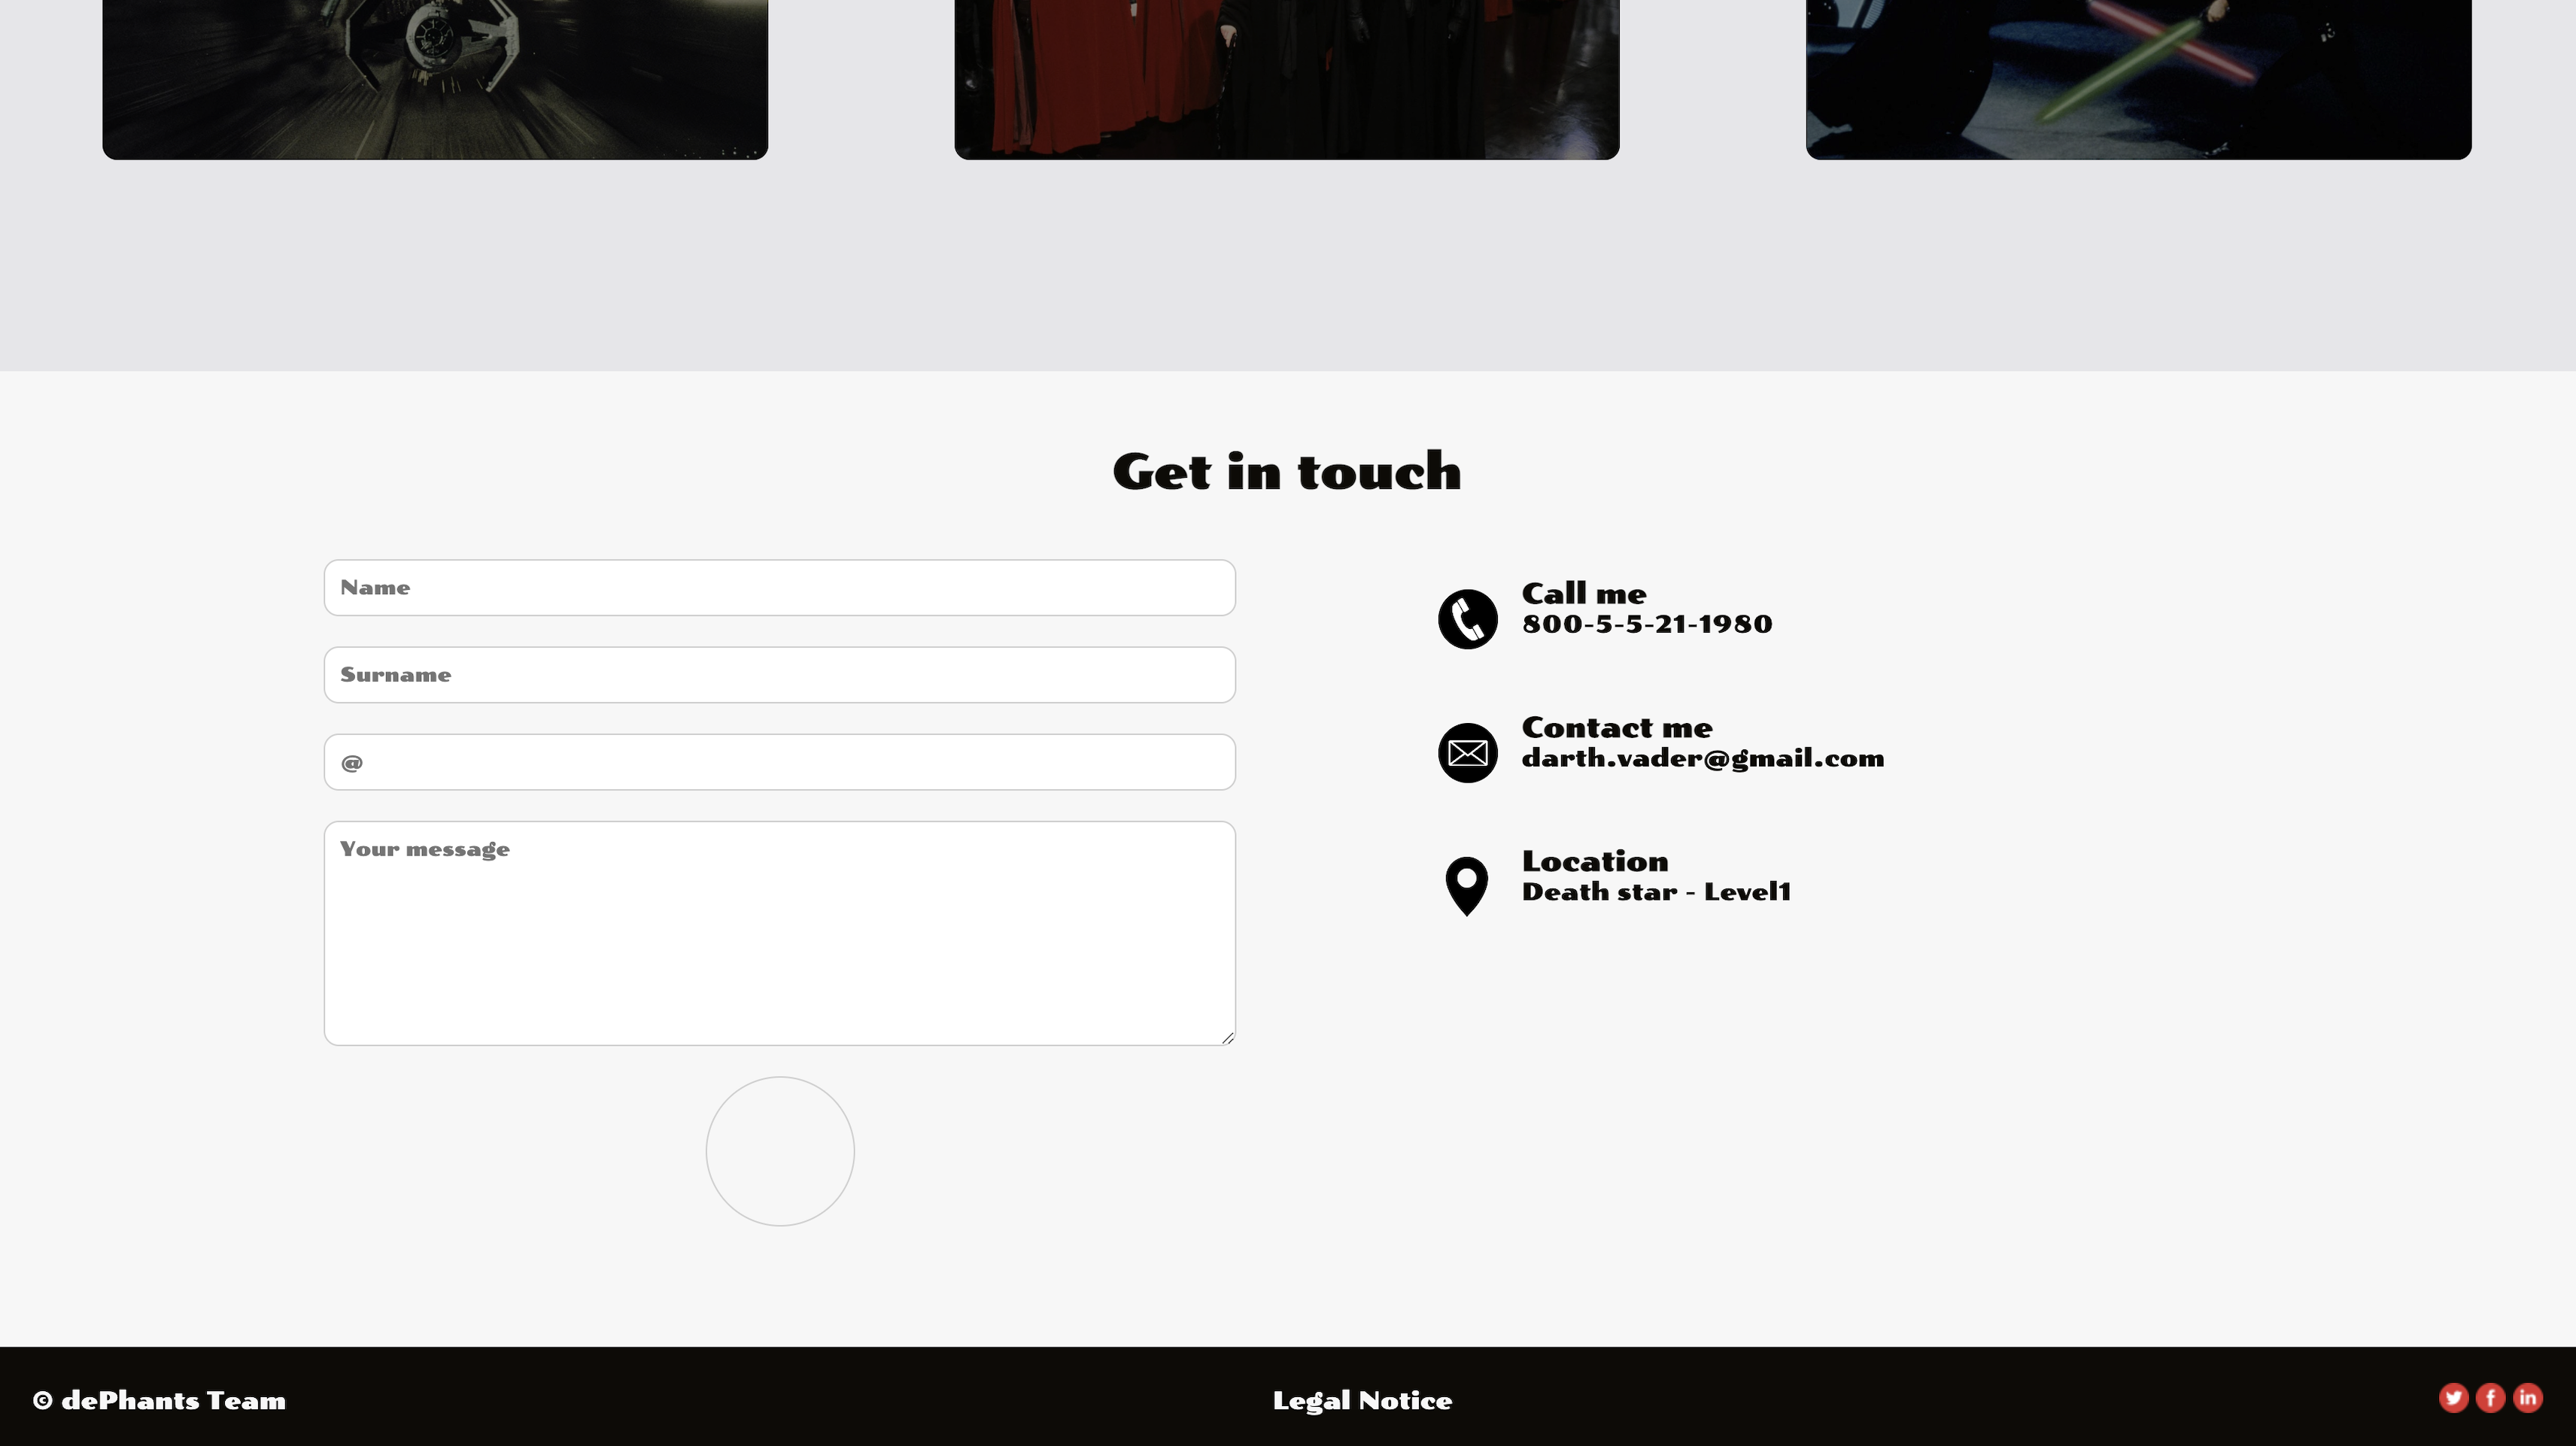 Get in touch
Name
Surname
@
Your message
Call me
800-5-5-21-1980
Contact me
darth.vader@gmail.com
Location
Death star - Level1
© dePhants Team
Legal Notice